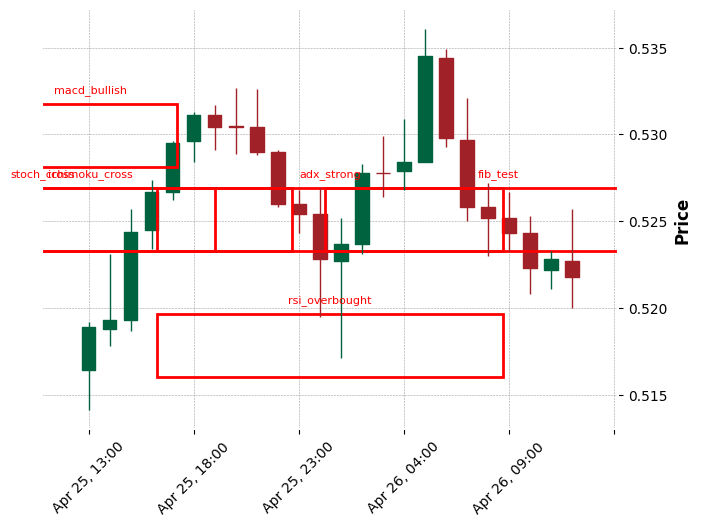 0.535
macd_bullish
0.530
stoch_cross
ichimoku_cross
adx_strong
fib_test
0.525
Price
rsi_overbought
0.520
0.515
Apr 25, 13:00
Apr 25, 18:00
Apr 25, 23:00
Apr 26, 04:00
Apr 26, 09:00